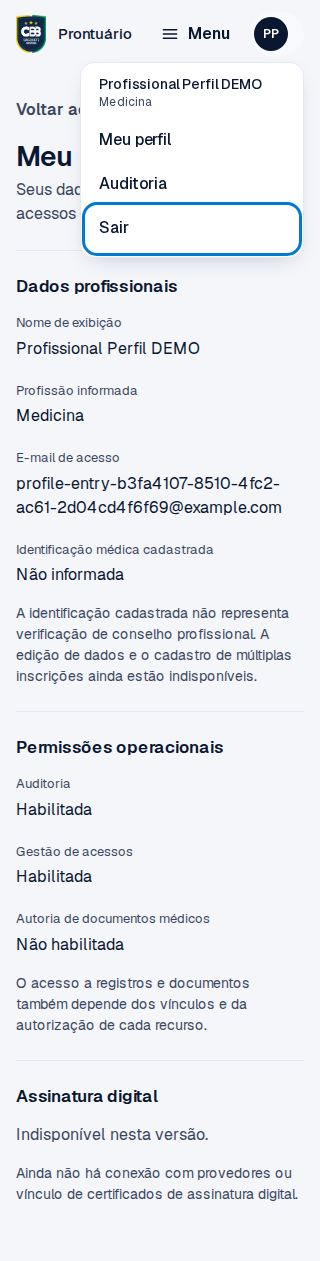 CBB
Prontuário
Menu
PP
Profissional Perfil DEMO
Medicina
Meu perfil
Auditoria
Sair
Voltar
Meu
Seus
acessos
Dados profissionais
Nome de exibição
Profissional Perfil DEMO
Profissão informada
Medicina
E-mail de acesso
profile-entry-b3fa4107-8510-4fc2-
ac61-2d04cd4f6f69@example.com
Identificação médica cadastrada
Não informada
A identificação cadastrada não representa
verificação de conselho profissional. A
edição de dados e o cadastro de múltiplas
inscrições ainda estão indisponíveis.
Permissões operacionais
Auditoria
Habilitada
Gestão de acessos
Habilitada
Autoria de documentos médicos
Não habilitada
O acesso a registros e documentos
também depende dos vínculos e da
autorização de cada recurso.
Assinatura digital
Indisponível nesta versão.
Ainda não há conexão com provedores ou
vínculo de certificados de assinatura digital.